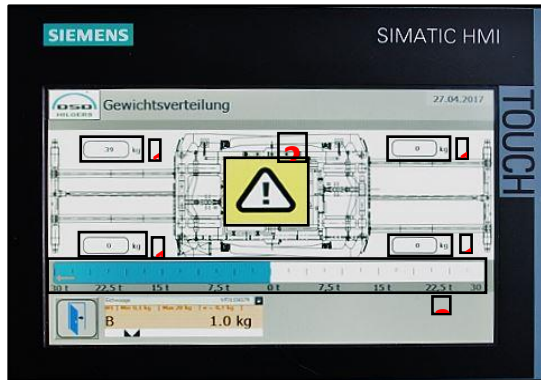 SIEMENS
SIMATIC HMI
TOUCH
OSD
HILDERS
Gewichtsverteilung
27.04.2017
39 kg
0 kg
0 kg
0 kg
30 t 22,5 t 15 t 7,5 t 0 t 7,5 t 15 t 22,5 t 30
B 1.0 kg